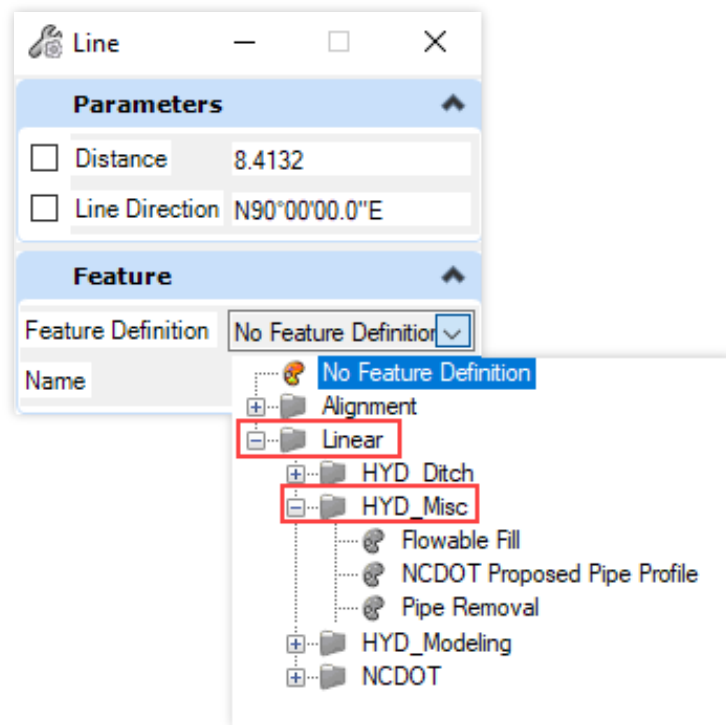 Line
Parameters
Distance 8.4132
Line Direction N90°00'00.0"E
Feature
Feature Definition No Feature Definition
Name
No Feature Definition
Alignment
Linear
HYD_Ditch
HYD_Misc
Flowable Fill
NCDOT Proposed Pipe Profile
Pipe Removal
HYD_Modeling
NCDOT